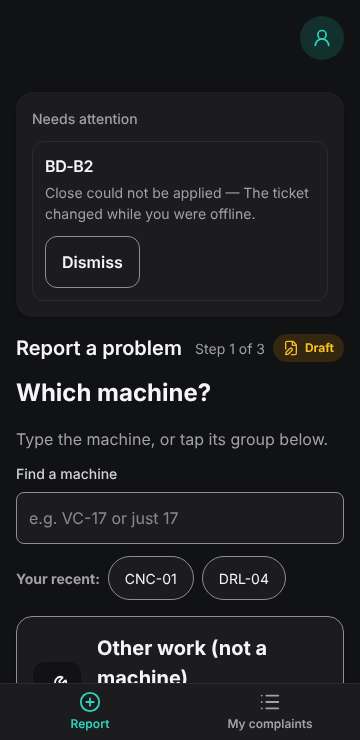 Needs attention
BD-B2
Close could not be applied — The ticket
changed while you were offline.
Dismiss
Report a problem Step 1 of 3 Draft
Which machine?
Type the machine, or tap its group below.
Find a machine
e.g. VC-17 or just 17
Your recent: CNC-01 DRL-04
Other work (not a
machine)
Report My complaints